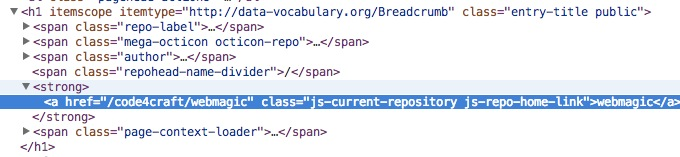 <h1 itemscope itemtype="http://data-vocabulary.org/Breadcrumb" class="entry-title public">
<span class="repo-label">…</span>
<span class="mega-octicon octicon-repo">…</span>
<span class="author">…</span>
<span class="repohead-name-divider">/</span>
<strong>
<a href="/code4craft/webmagic" class="js-current-repository js-repo-home-link">webmagic</a>
</strong>
<span class="page-context-loader">…</span>
</h1>